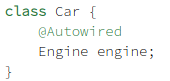 class Car {
    @Autowired
    Engine engine;
}